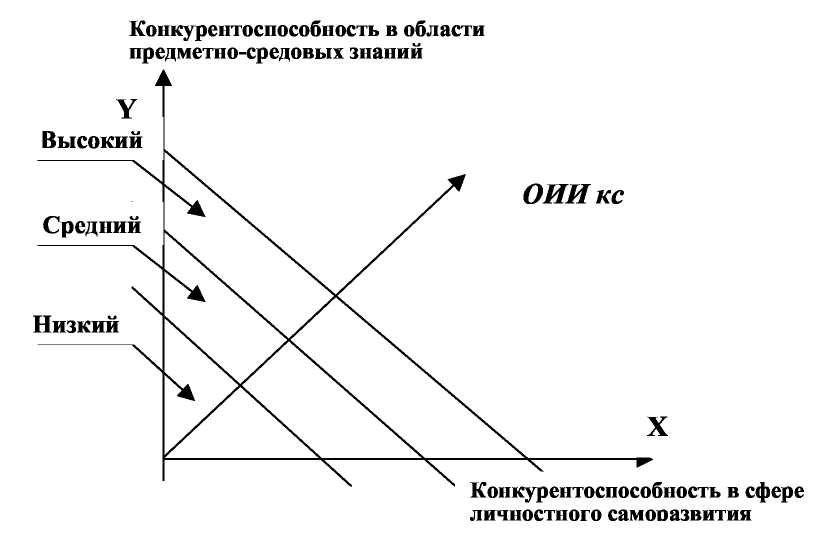 Конкурентоспособность в области
предметно-средовых знаний
Y
Высокий
ОИИ кс
Средний
Низкий
X
Конкурентоспособность в сфере
личностного саморазвития